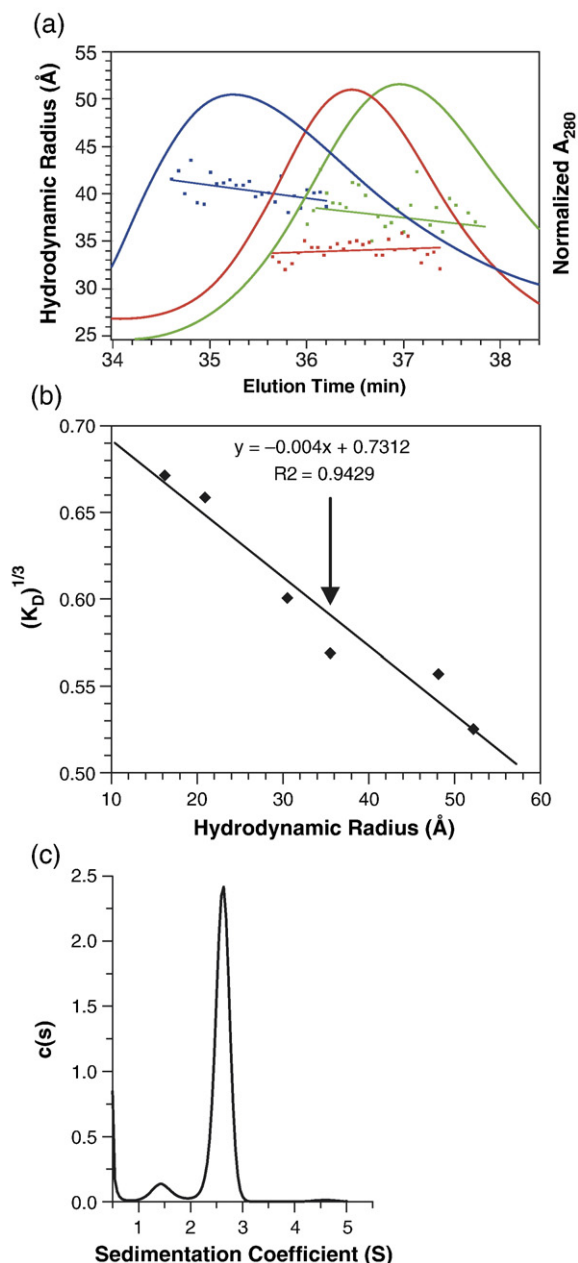 (a)
55
50
45
40
35
30
25
Hydrodynamic Radius (Å)
Normalized A280
34 35 36 37 38
Elution Time (min)
(b)
0.70
0.65
0.60
0.55
0.50
(KD)1/3
y = −0.004x + 0.7312
R2 = 0.9429
10 20 30 40 50 60
Hydrodynamic Radius (Å)
(c)
2.5
2.0
1.5
1.0
0.5
0.0
c(s)
1 2 3 4 5
Sedimentation Coefficient (S)